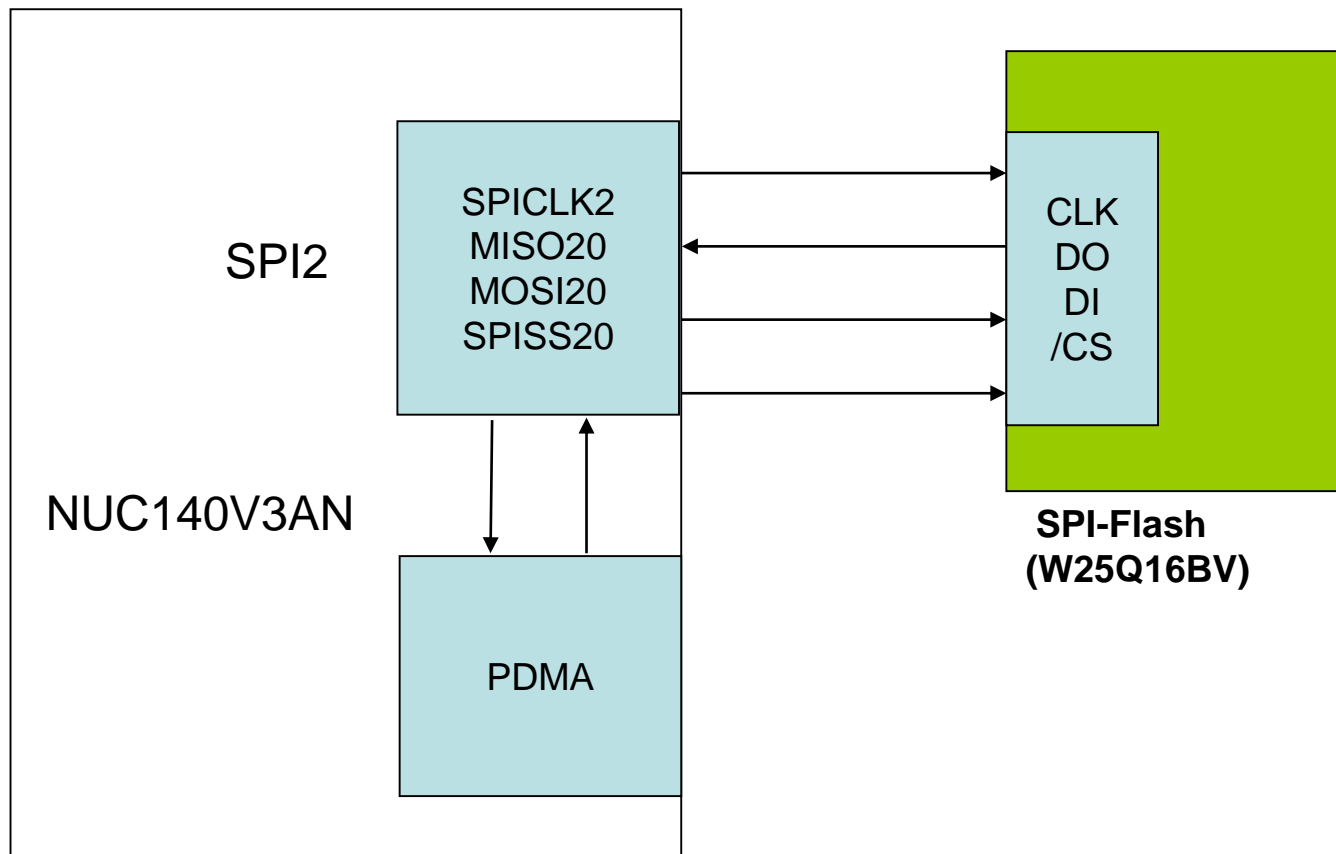 SPI2
SPICLK2
MISO20
MOSI20
SPISS20
CLK
DO
DI
/CS
NUC140V3AN
SPI-Flash
(W25Q16BV)
PDMA